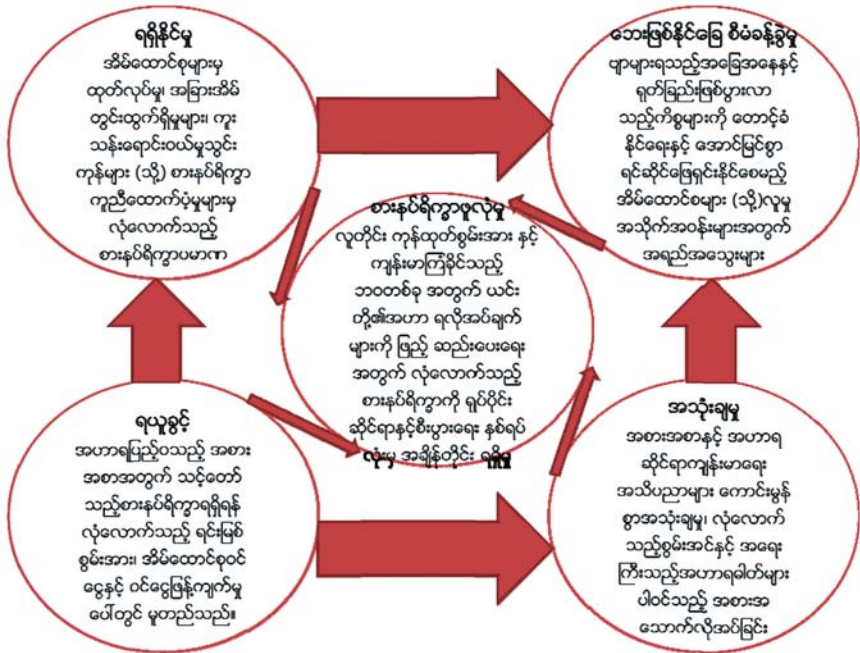 ရရှိနိုင်မှု
အိမ်ထောင်စုများမှ
ထုတ်လုပ်မှု၊ အခြားအိမ်
တွင်းထွက်ရှိမှုများ၊ ကူး
သန်းရောင်းဝယ်မှုသွင်း
ကုန်များ (သို့) စားနပ်ရိက္ခာ
ကူညီထောက်ပံ့မှုများမှ
လုံလောက်သည့်
စားနပ်ရိက္ခာပမာဏ
ဘေးဖြစ်နိုင်ခြေ စီမံခန့်ခွဲမှု
ဗျာများရသည့်အခြေအနေနှင့်
ရုတ်ခြည်းဖြစ်ပွားလာ
သည့်ကိစ္စများကို တောင့်ခံ
နိုင်ရေးနှင့် အောင်မြင်စွာ
ရင်ဆိုင်ဖြေရှင်းနိုင်စေမည့်
အိမ်ထောင်စများ (သို့)လူမှု
အသိုက်အဝန်းများအတွက်
အရည်အသွေးများ
စားနပ်ရိက္ခာဖူလုံမှု
လူတိုင်း ကုန်ထုတ်စွမ်းအား နှင့်
ကျန်းမာကြံ့ခိုင်သည့်
ဘဝတစ်ခု အတွက် ယင်း
တို့၏အဟာ ရလိုအပ်ချက်
များကို ဖြည့် ဆည်းပေးရေး
အတွက် လုံလောက်သည့်
စားနပ်ရိက္ခာကို ရုပ်ပိုင်း
ဆိုင်ရာနှင့်စီးပွားရေး နှစ်ရပ်
လုံးမှ အချိန်တိုင်း ရရှိမှု
ရယူခွင့်
အဟာရပြည့်ဝသည့် အစား
အစာအတွက် သင့်တော်
သည့်စားနပ်ရိက္ခာရရှိရန်
လုံလောက်သည့် ရင်းမြစ်
စွမ်းအား၊ အိမ်ထောင်စုဝင်
ငွေနှင့် ဝင်ငွေဖြန့်ကျက်မှု
ပေါ်တွင် မူတည်သည်။
အသုံးချမှု
အစားအစာနှင့် အဟာရ
ဆိုင်ရာကျန်းမာရေး
အသိပညာများ ကောင်းမွန်
စွာအသုံးချမှု၊ လုံလောက်
သည့်စွမ်းအင်နှင့် အရေး
ကြီးသည့်အဟာရဓါတ်များ
ပါဝင်သည့် အစားအ
သောက်လိုအပ်ခြင်း